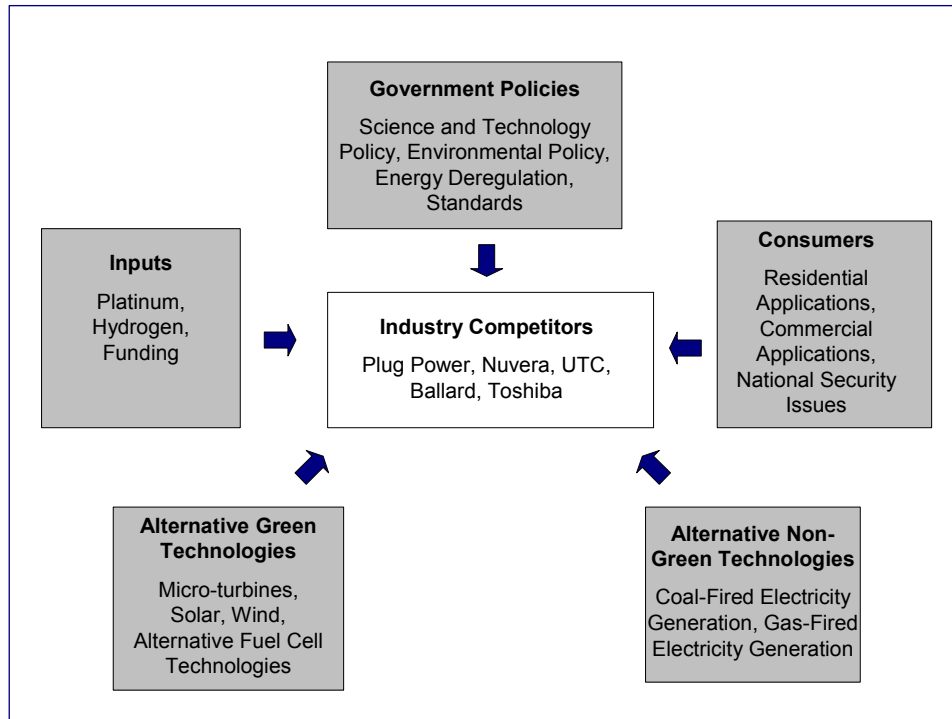 Government Policies
Science and Technology
Policy, Environmental Policy,
Energy Deregulation,
Standards
Inputs
Platinum,
Hydrogen,
Funding
Industry Competitors
Plug Power, Nuvera, UTC,
Ballard, Toshiba
Consumers
Residential
Applications,
Commercial
Applications,
National Security
Issues
Alternative Green
Technologies
Micro-turbines,
Solar, Wind,
Alternative Fuel Cell
Technologies
Alternative Non-
Green Technologies
Coal-Fired Electricity
Generation, Gas-Fired
Electricity Generation